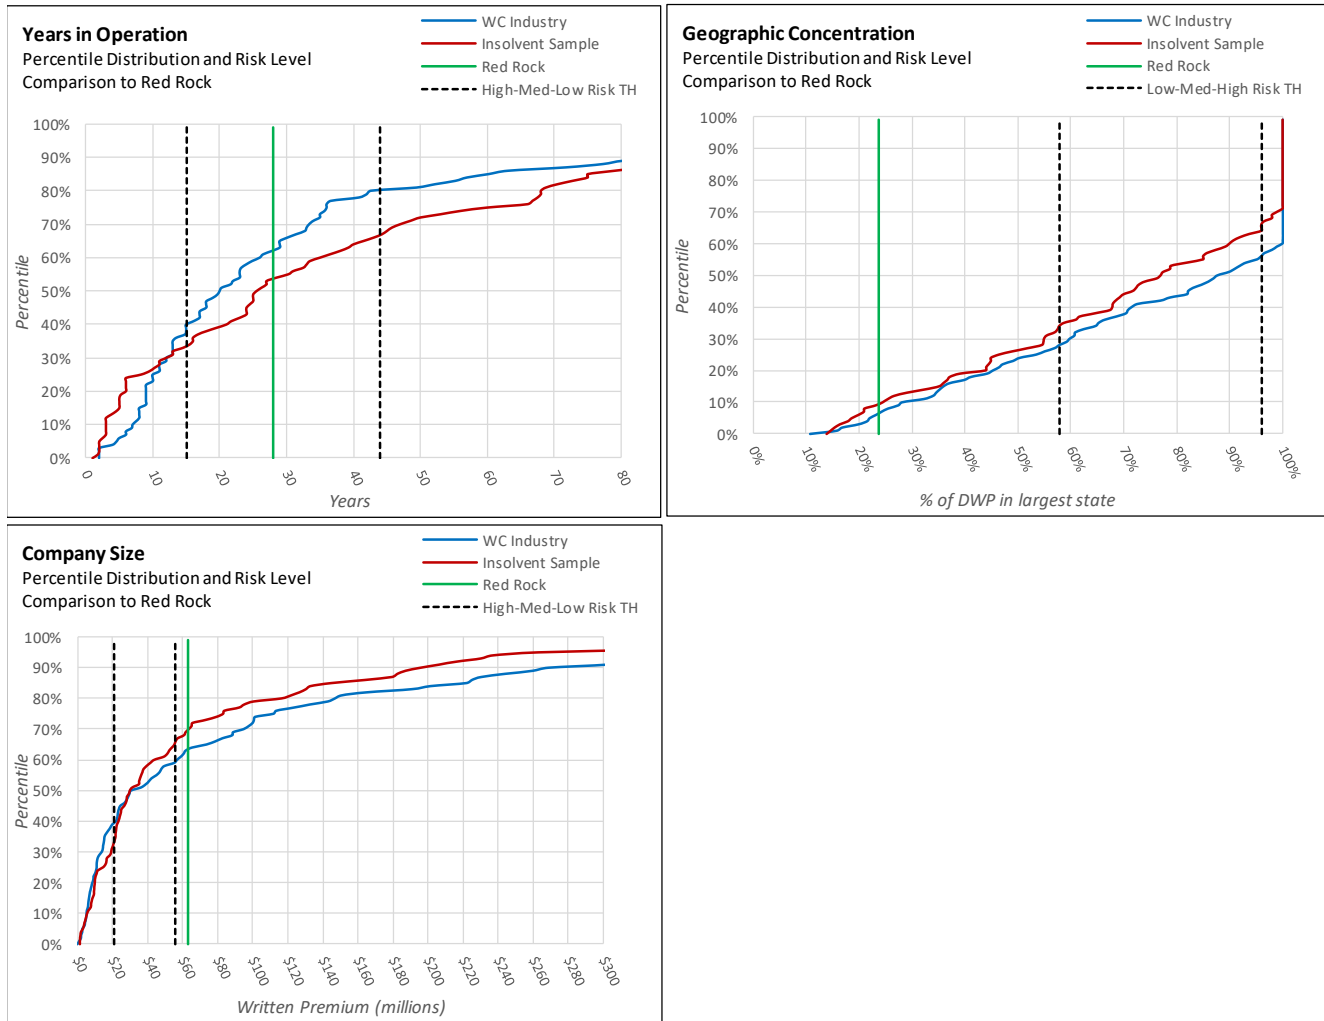 Years in Operation
Percentile Distribution and Risk Level
Comparison to Red Rock
WC Industry
Insolvent Sample
Red Rock
High-Med-Low Risk TH
100%
90%
80%
70%
60%
50%
40%
30%
20%
10%
0%
Percentile
0
10
20
30
40
50
60
70
80
Years
Geographic Concentration
Percentile Distribution and Risk Level
Comparison to Red Rock
WC Industry
Insolvent Sample
Red Rock
Low-Med-High Risk TH
100%
90%
80%
70%
60%
50%
40%
30%
20%
10%
0%
Percentile
0%
10%
20%
30%
40%
50%
60%
70%
80%
90%
100%
% of DWP in largest state
Company Size
Percentile Distribution and Risk Level
Comparison to Red Rock
WC Industry
Insolvent Sample
Red Rock
High-Med-Low Risk TH
100%
90%
80%
70%
60%
50%
40%
30%
20%
10%
0%
Percentile
$0
$20
$40
$60
$80
$100
$120
$140
$160
$180
$200
$220
$240
$260
$280
$300
Written Premium (millions)